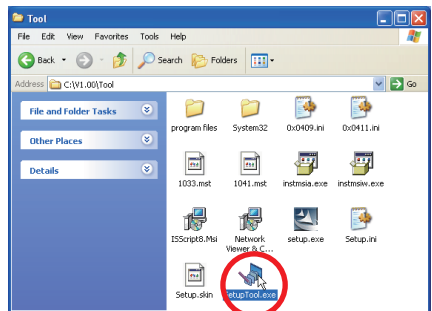 Tool
File Edit View Favorites Tools Help
Back Search Folders
Address C:\V1.00\Tool Go
File and Folder Tasks
Other Places
Details
program files System32 0x0409.ini 0x0411.ini
1033.mst 1041.mst instmsia.exe instmsiw.exe
ISScript8.Msi Network Viewer & C... setup.exe Setup.ini
Setup.skin SetupTool.exe